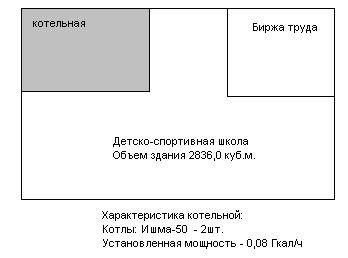 котельная
Биржа труда
Детско-спортивная школа
Объем здания 2836,0 куб.м.
Характеристика котельной:
Котлы: Ишма-50 - 2шт.
Установленная мощность - 0,08 Гкал/ч